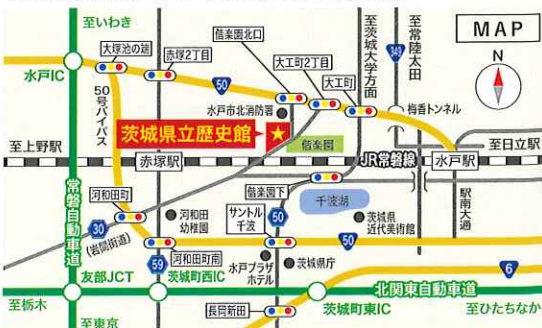 至いわき
MAP
N
水戸IC
大塚池の端
赤塚2丁目
偕楽園北口
大工町2丁目
大工町
至茨城大学方面
至常陸太田
349
50
50号バイパス
水戸市北消防署
梅香トンネル
茨城県立歴史館
偕楽園
至上野駅
赤塚駅
JR常磐線
水戸駅
至日立駅
河和田町
偕楽園下
千波湖
駅南大通
常磐自動車道
30
(岩間街道)
河和田幼稚園
サントル千波
50
茨城県近代美術館
50
河和田町南
59
水戸プラザホテル
茨城県庁
6
友部JCT
茨城町西IC
北関東自動車道
至栃木
茨城町東IC
至ひたちなか
長岡新田
至東京